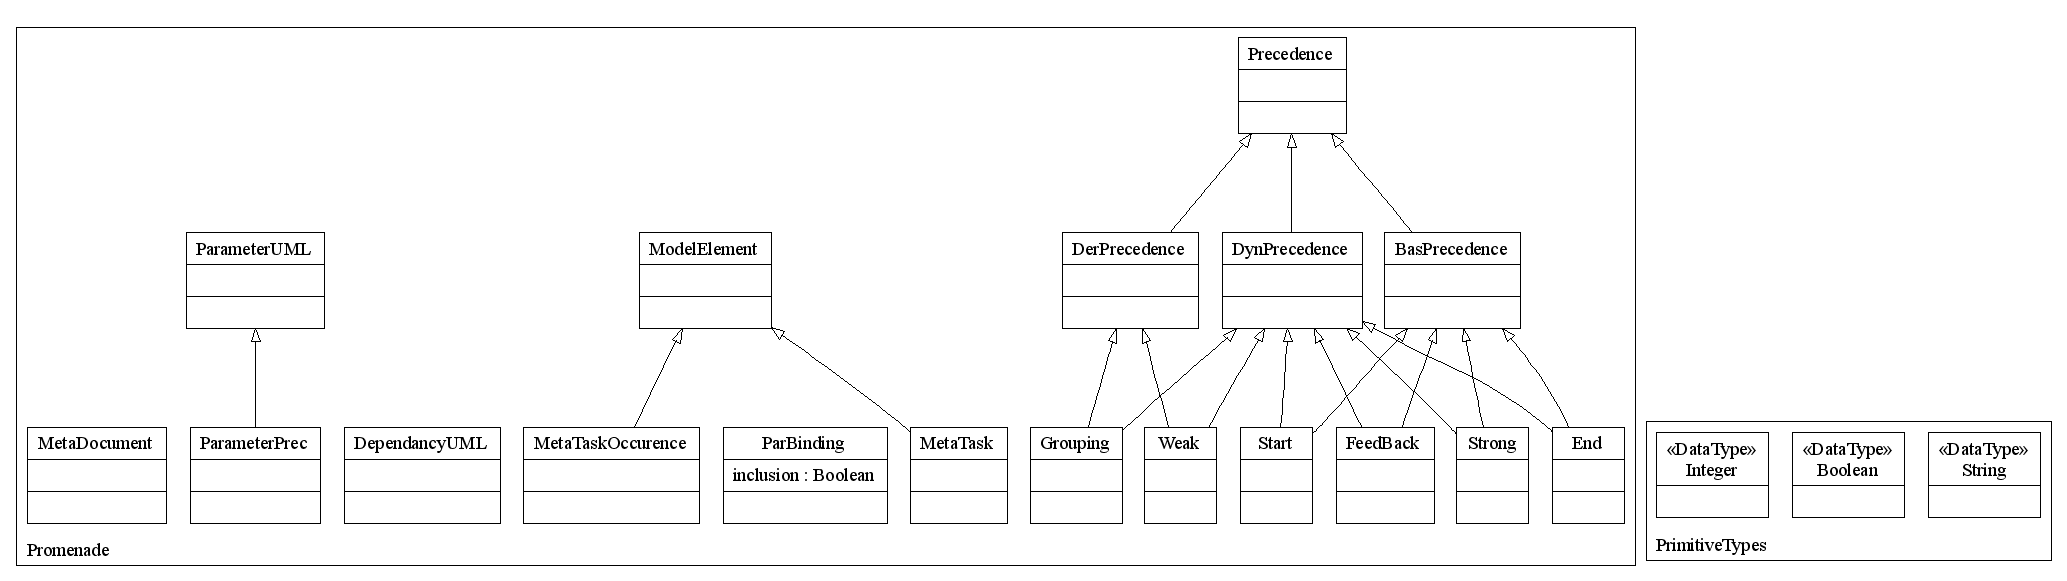 Precedence
ParameterUML
ModelElement
DerPrecedence
DynPrecedence
BasPrecedence
MetaDocument
ParameterPrec
DependancyUML
MetaTaskOccurence
ParBinding
inclusion : Boolean
MetaTask
Grouping
Weak
Start
FeedBack
Strong
End
Promenade
«DataType»
Integer
«DataType»
Boolean
«DataType»
String
PrimitiveTypes